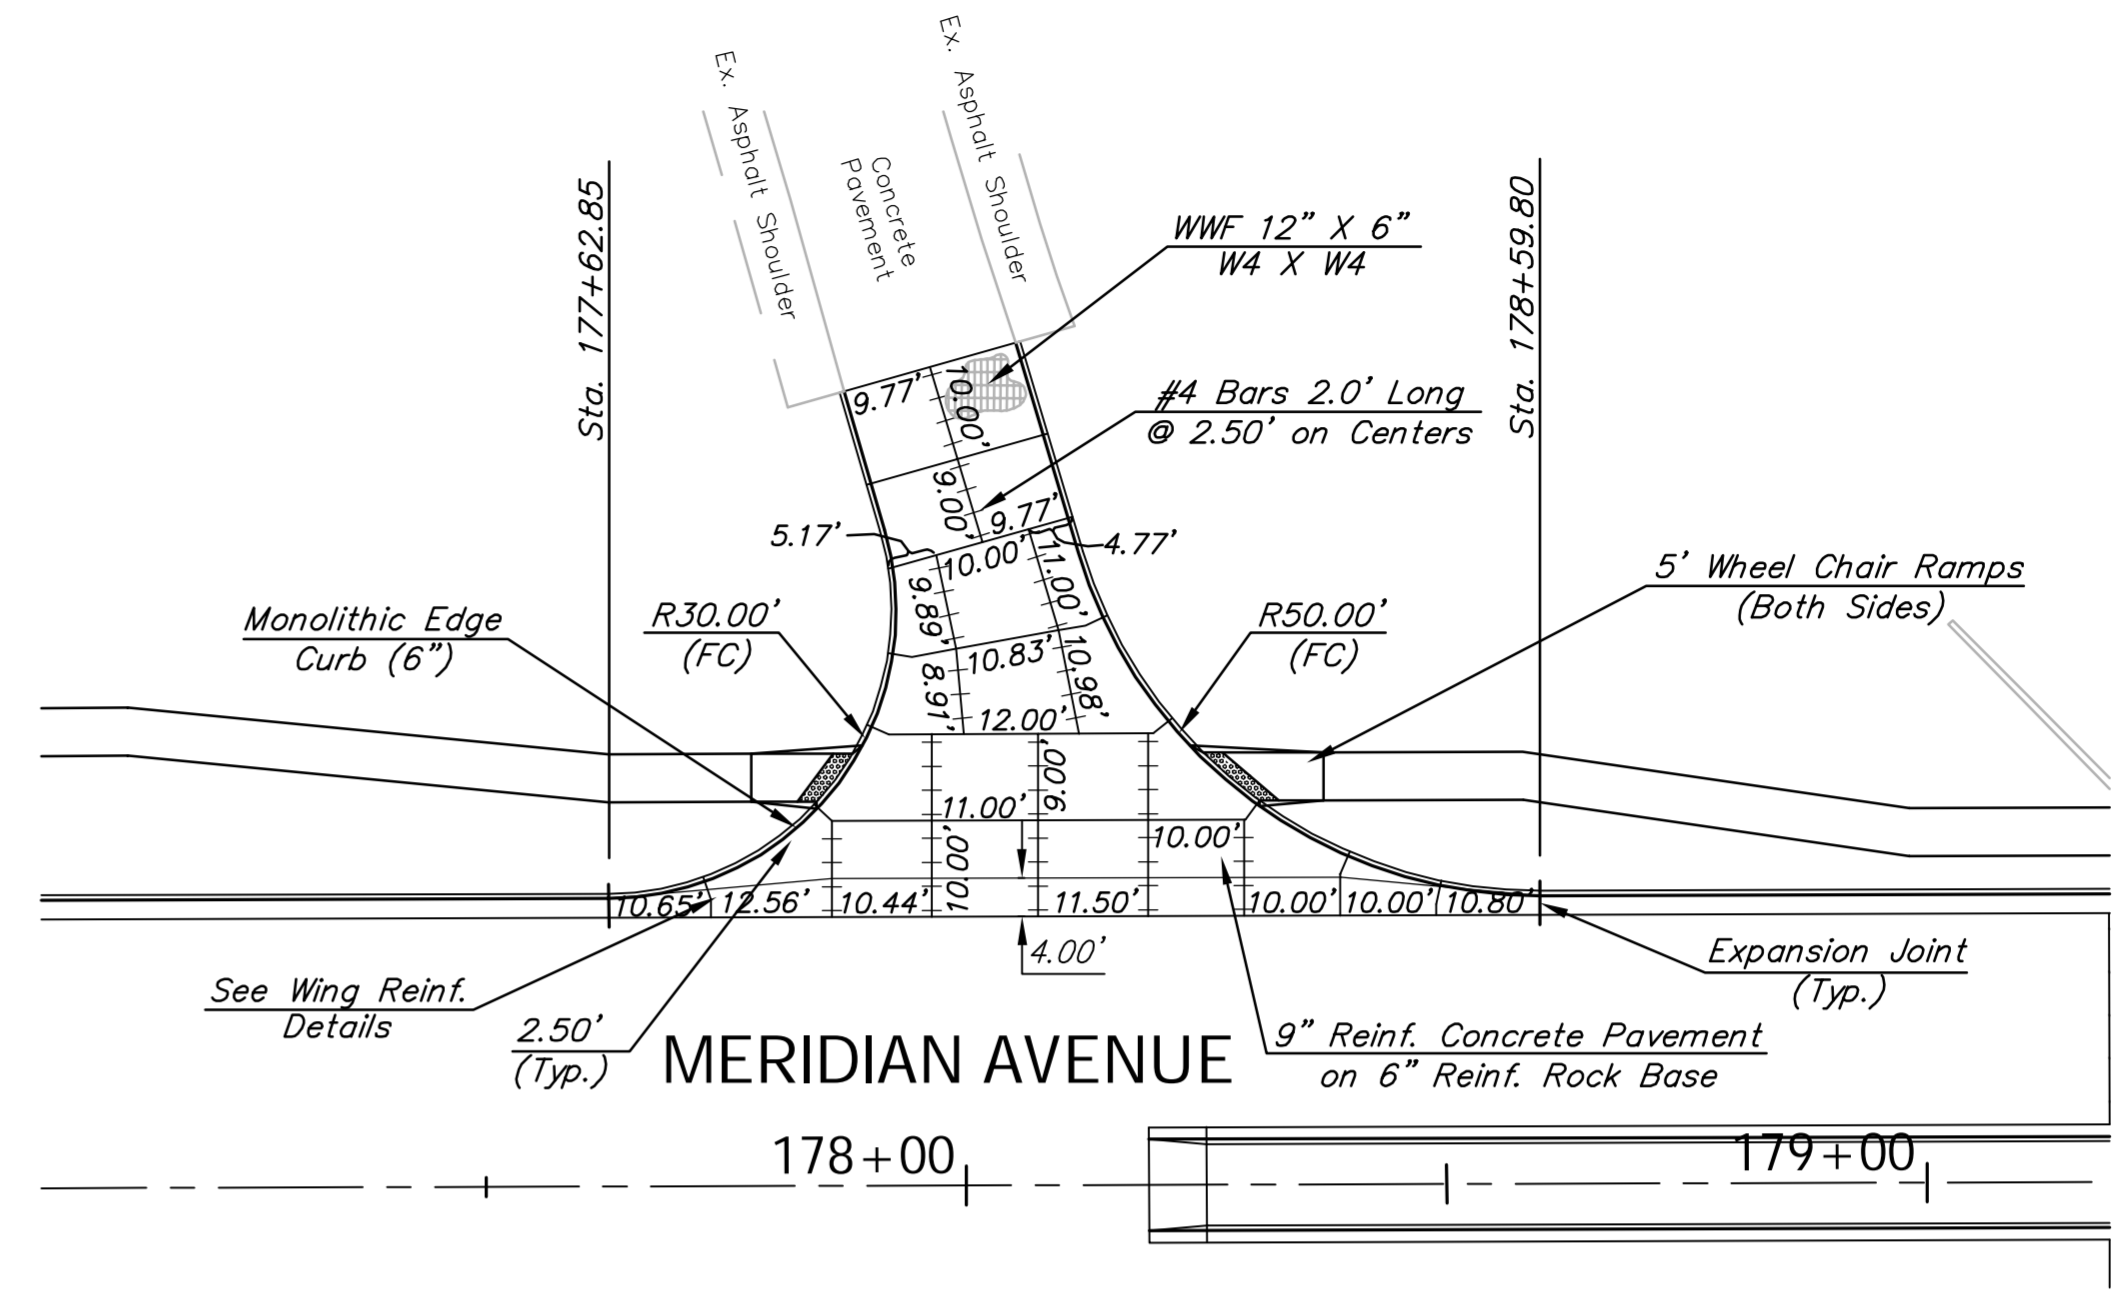 Ex. Asphalt Shoulder
Ex. Asphalt Shoulder
Concrete
Pavement
Sta. 177+62.85
Sta. 178+59.80
WWF 12” X 6”
W4 X W4
#4 Bars 2.0’ Long
@ 2.50’ on Centers
9.77’
10.00’
9.00’
9.77’
5.17’
4.77’
10.00’
11.00’
9.89’
5’ Wheel Chair Ramps
(Both Sides)
Monolithic Edge
Curb (6”)
R30.00’
(FC)
R50.00’
(FC)
10.83’
10.98’
8.91’
12.00’
9.00’
11.00’
10.00’
10.00’
10.65’
12.56’
10.44’
11.50’
10.00’
10.00’
10.80’
4.00’
See Wing Reinf.
Details
2.50’
(Typ.)
Expansion Joint
(Typ.)
9” Reinf. Concrete Pavement
on 6” Reinf. Rock Base
MERIDIAN AVENUE
178+00
179+00